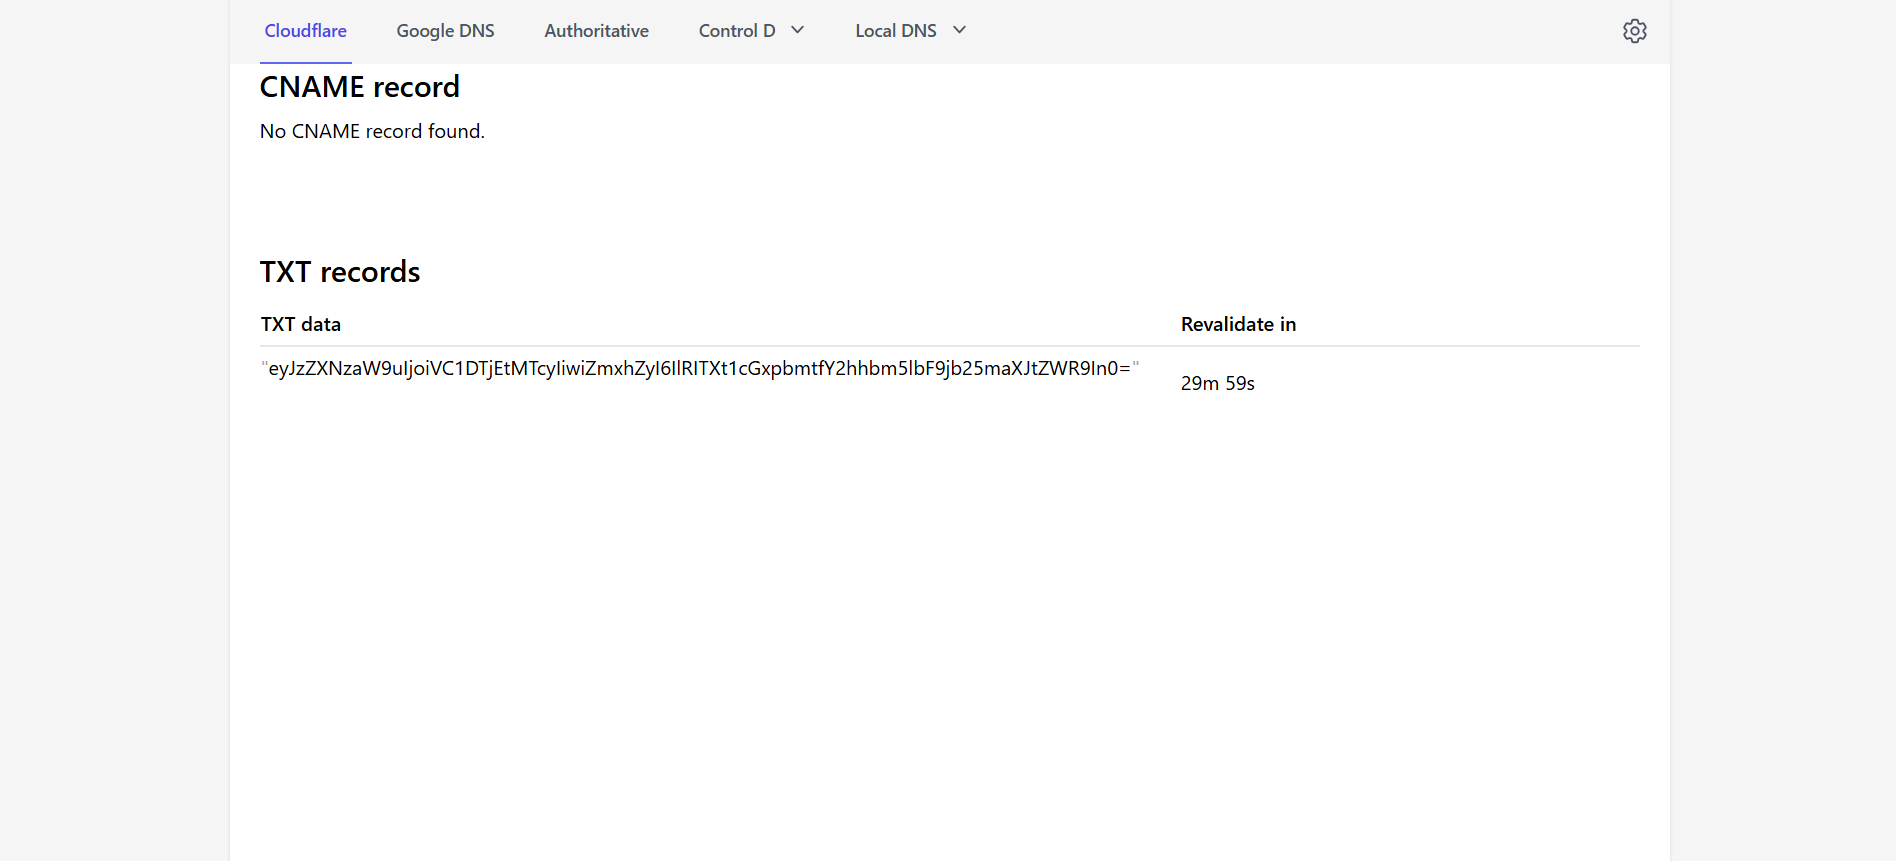 Cloudflare Google DNS Authoritative Control D Local DNS
CNAME record
No CNAME record found.
TXT records
TXT data Revalidate in
"eyJzZXNzaW9uIjoiVC1DTjEtMTcyIiwiZmxhZyI6IlRITXt1cGxpbmtfY2hhbm5lbF9jb25maXJtZWR9In0="
29m 59s